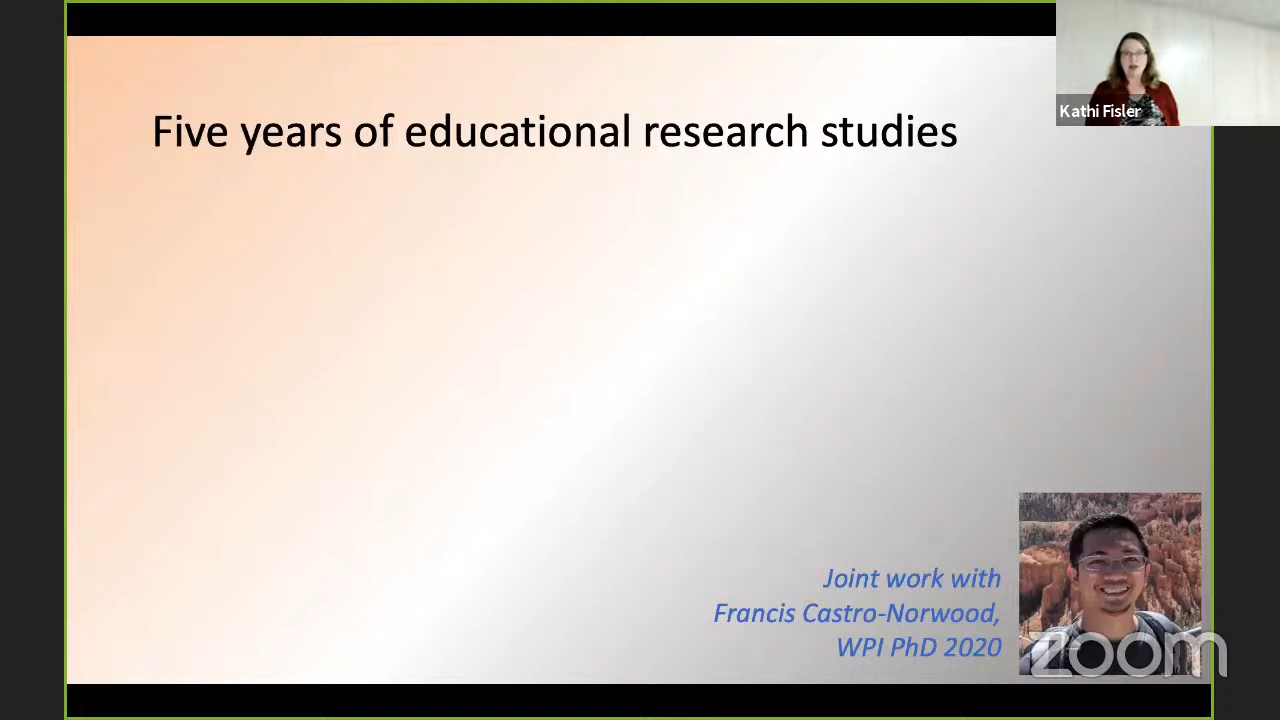 Kathi Fisler
Five years of educational research studies
Joint work with
Francis Castro-Norwood,
WPI PhD 2020
zoom